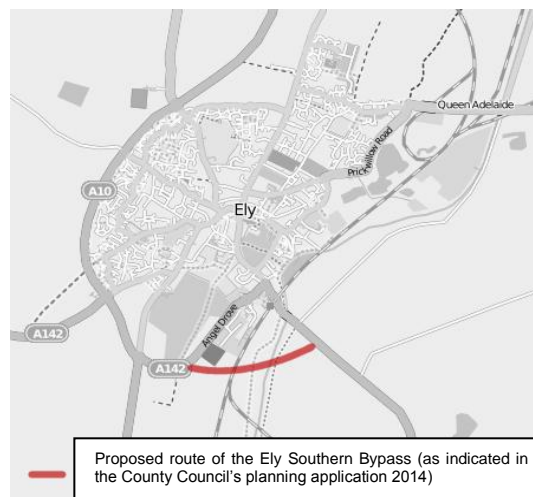 Queen Adelaide
Prickwillow Road
A10
Ely
A142
Angel Drove
A142
Proposed route of the Ely Southern Bypass (as indicated in
the County Council's planning application 2014)